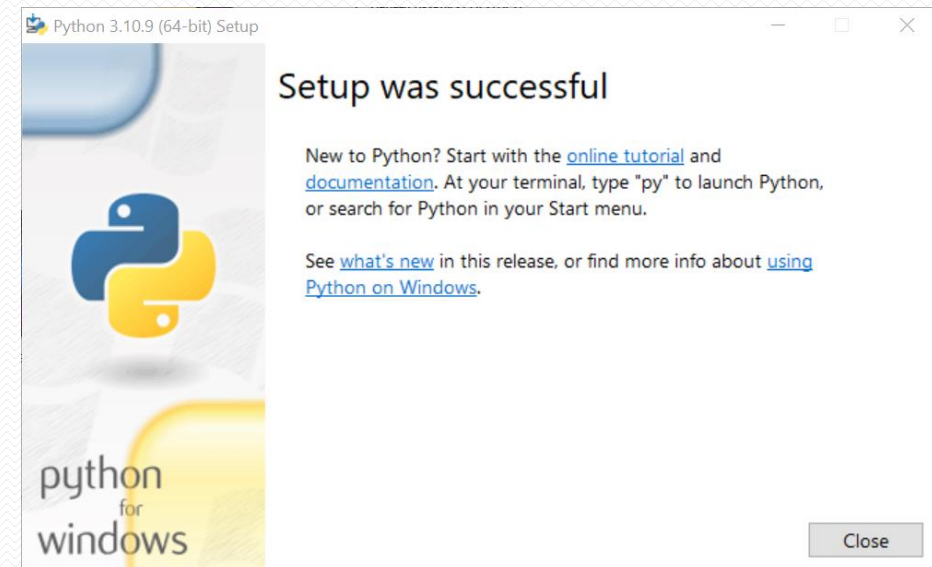 Python 3.10.9 (64-bit) Setup
Setup was successful
New to Python? Start with the online tutorial and
documentation. At your terminal, type "py" to launch Python,
or search for Python in your Start menu.
See what's new in this release, or find more info about using
Python on Windows.
python
for
windows
Close